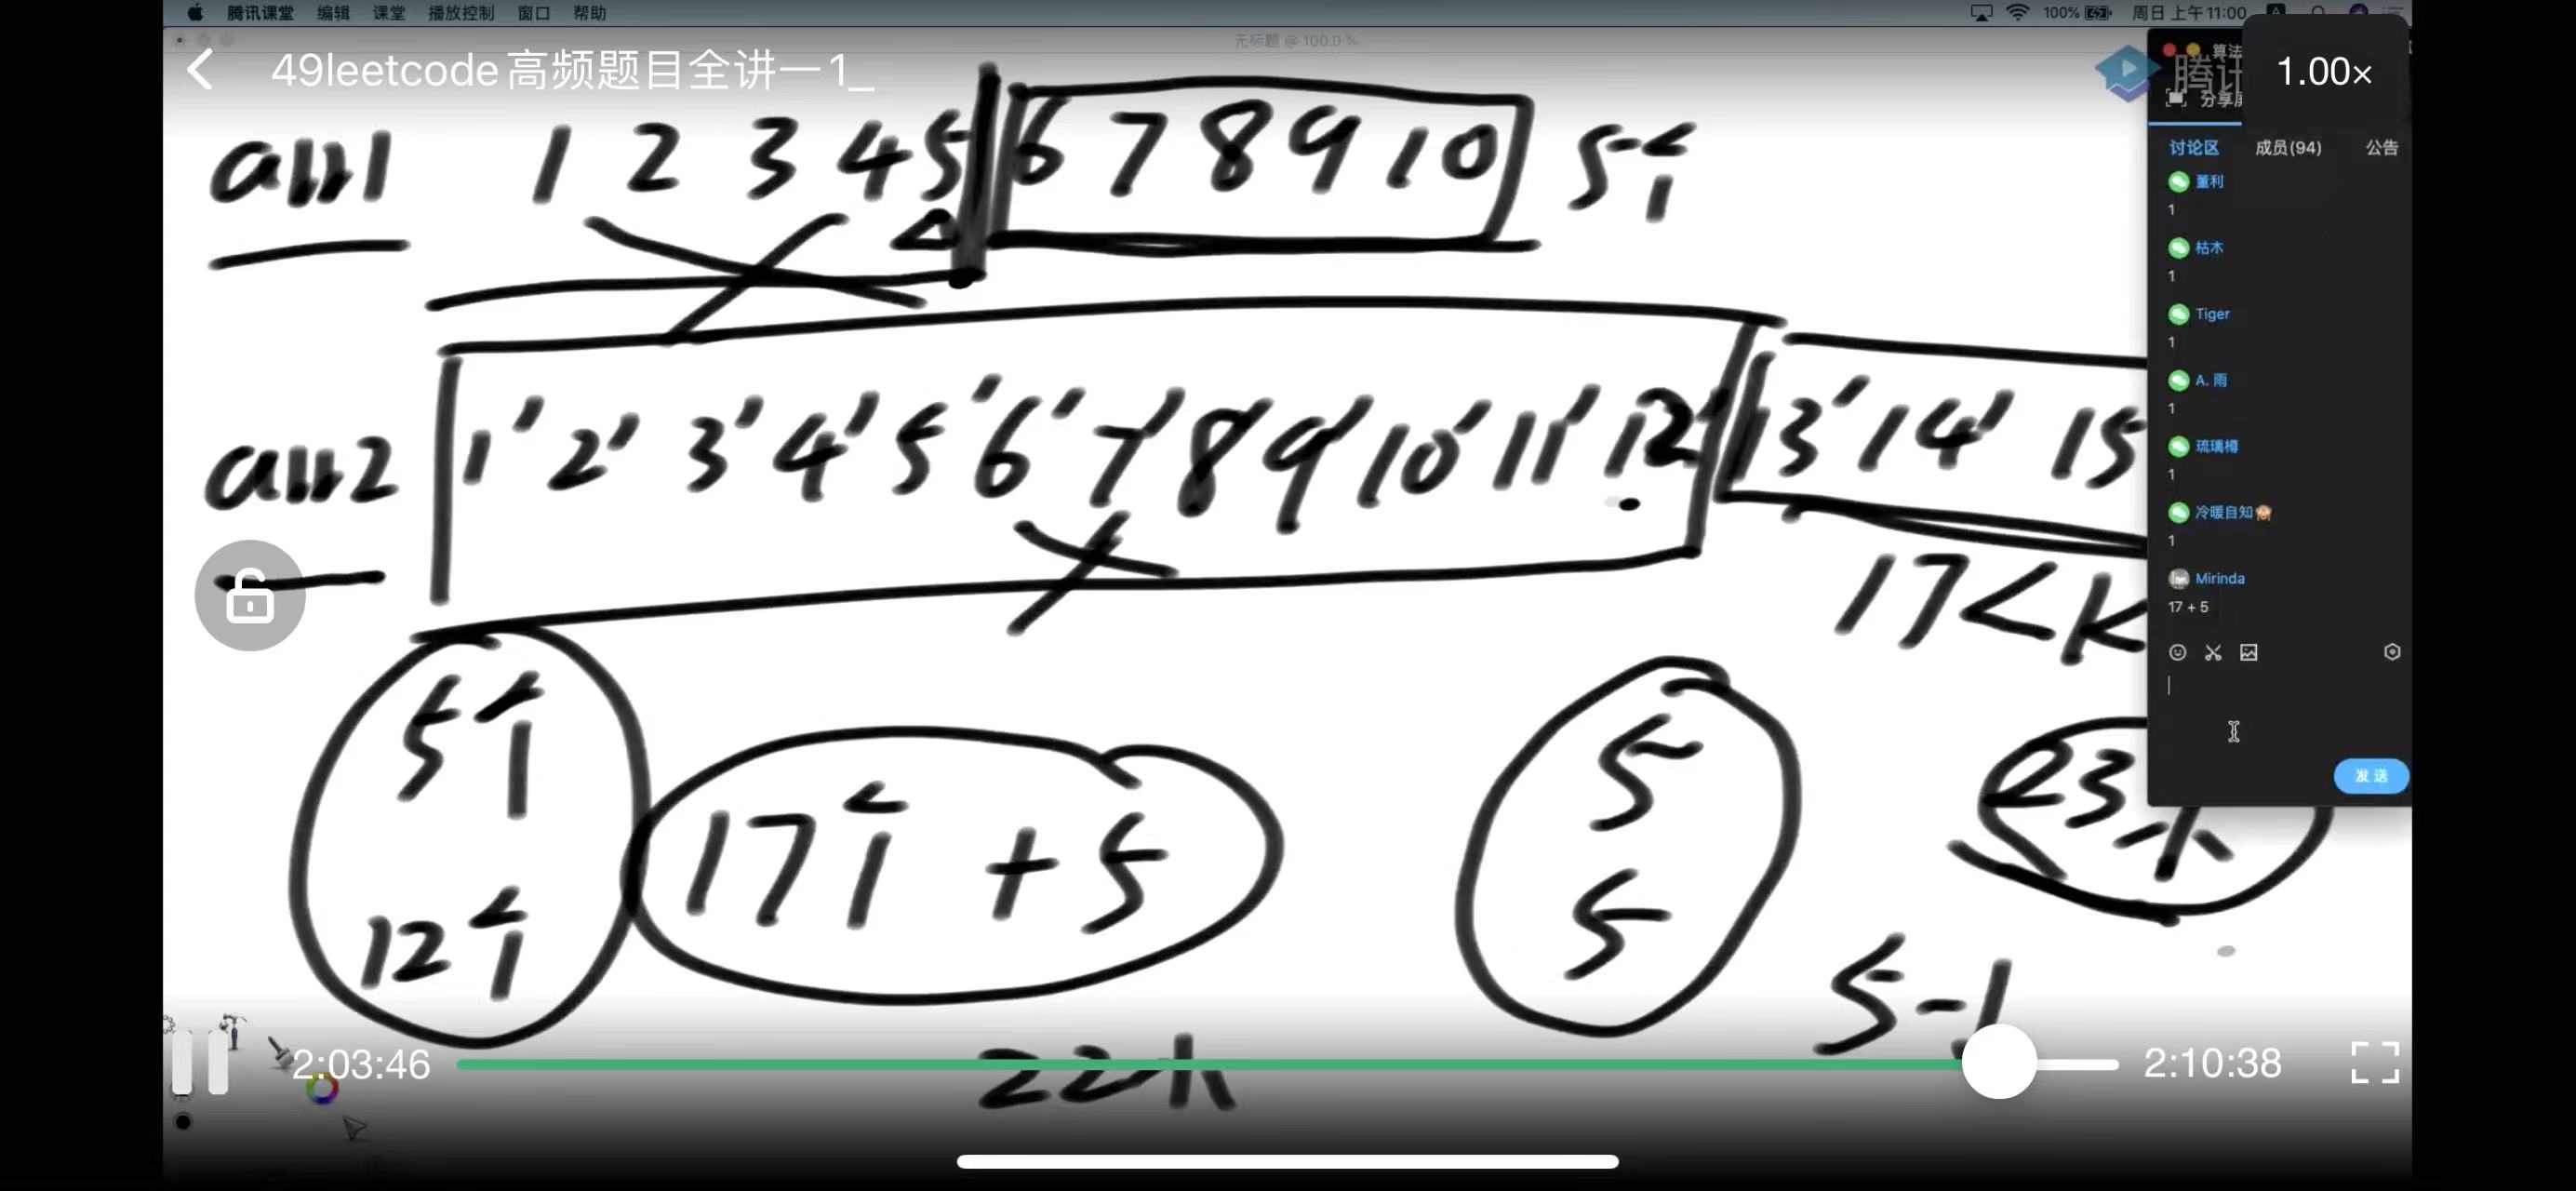 腾讯课堂 编辑 课堂 播放控制 窗口 帮助 100% 周日上午11:00
无标题 @ 100.0 %
49leetcode高频题目全讲一1_
算法
腾讯
1.00×
分享屏
讨论区 成员(94) 公告
arr1 1 2 3 4 5 6 7 8 9 10 5个
董利
1
枯木
1
Tiger
1
A. 雨
1
琉璃樽
1
冷暖自知🙈
1
Mirinda
17 + 5
发送
arr2 1' 2' 3' 4' 5' 6' 7' 8' 9' 10' 11' 12' 13' 14' 15
17<K
5个
12个
17个 + 5
5
5
23个
5-1
22个
2:03:46 2:10:38